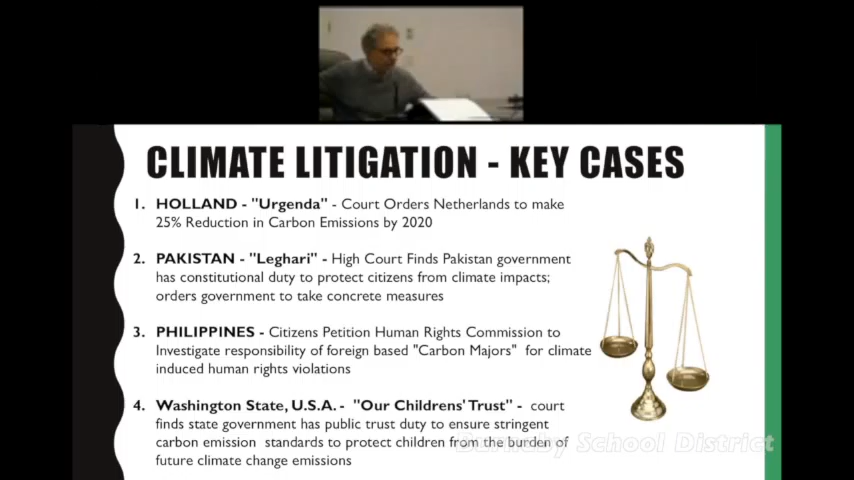 CLIMATE LITIGATION - KEY CASES
1. HOLLAND - "Urgenda" - Court Orders Netherlands to make
25% Reduction in Carbon Emissions by 2020
2. PAKISTAN - "Leghari" - High Court Finds Pakistan government
has constitutional duty to protect citizens from climate impacts;
orders government to take concrete measures
3. PHILIPPINES - Citizens Petition Human Rights Commission to
Investigate responsibility of foreign based "Carbon Majors" for climate
induced human rights violations
4. Washington State, U.S.A. - "Our Childrens' Trust" - court
finds state government has public trust duty to ensure stringent
carbon emission standards to protect children from the burden of
future climate change emissions
Burnaby School District